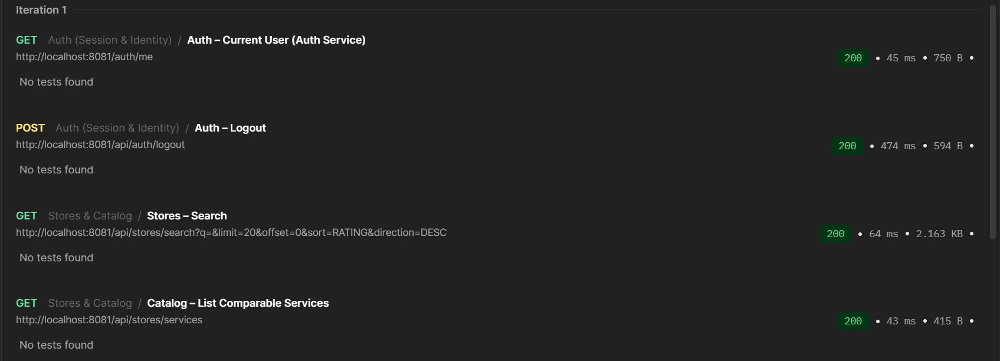 Iteration 1
GET Auth (Session & Identity) / Auth – Current User (Auth Service)
http://localhost:8081/auth/me
200 • 45 ms • 750 B •
No tests found
POST Auth (Session & Identity) / Auth – Logout
http://localhost:8081/api/auth/logout
200 • 474 ms • 594 B •
No tests found
GET Stores & Catalog / Stores – Search
http://localhost:8081/api/stores/search?q=&limit=20&offset=0&sort=RATING&direction=DESC
200 • 64 ms • 2.163 KB •
No tests found
GET Stores & Catalog / Catalog – List Comparable Services
http://localhost:8081/api/stores/services
200 • 43 ms • 415 B •
No tests found